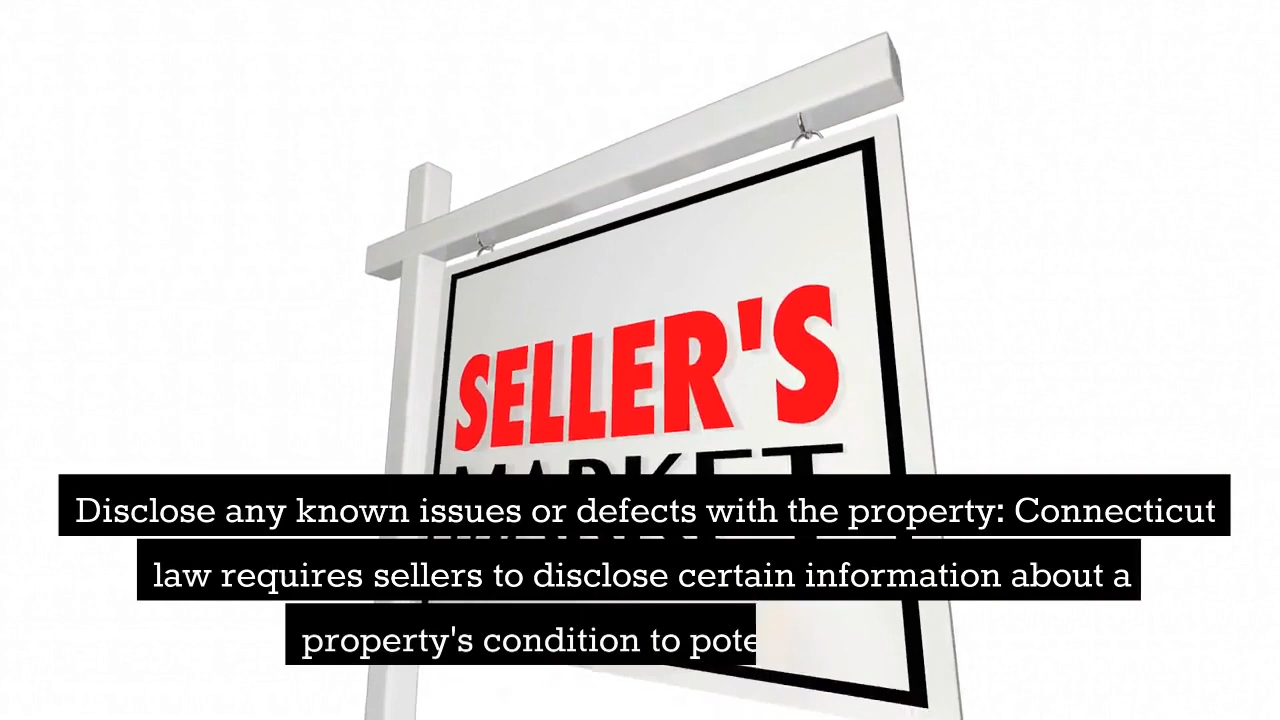 SELLER'S
MARKET
Disclose any known issues or defects with the property: Connecticut
law requires sellers to disclose certain information about a
property's condition to pote